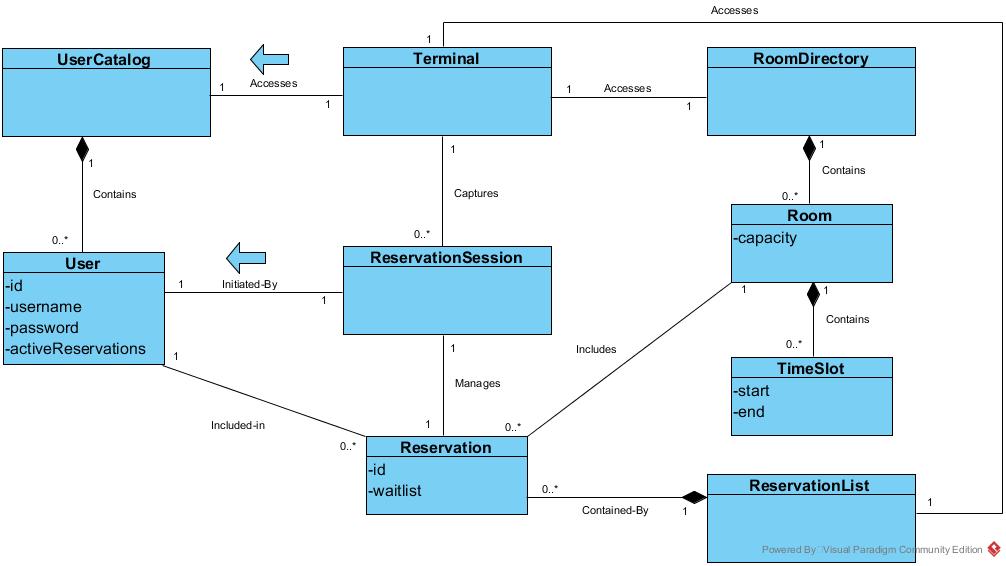 Accesses
1
UserCatalog
Terminal
RoomDirectory
1
Accesses
1
1
Accesses
1
1
Contains
0..*
1
Captures
0..*
1
Contains
0..*
User
-id
-username
-password
-activeReservations
ReservationSession
Room
-capacity
1
Initiated-By
1
1
Contains
0..*
1
Includes
0..*
TimeSlot
-start
-end
1
Included-in
0..*
1
Manages
1
Reservation
-id
-waitlist
0..*
Contained-By
1
ReservationList
1
Powered By Visual Paradigm Community Edition